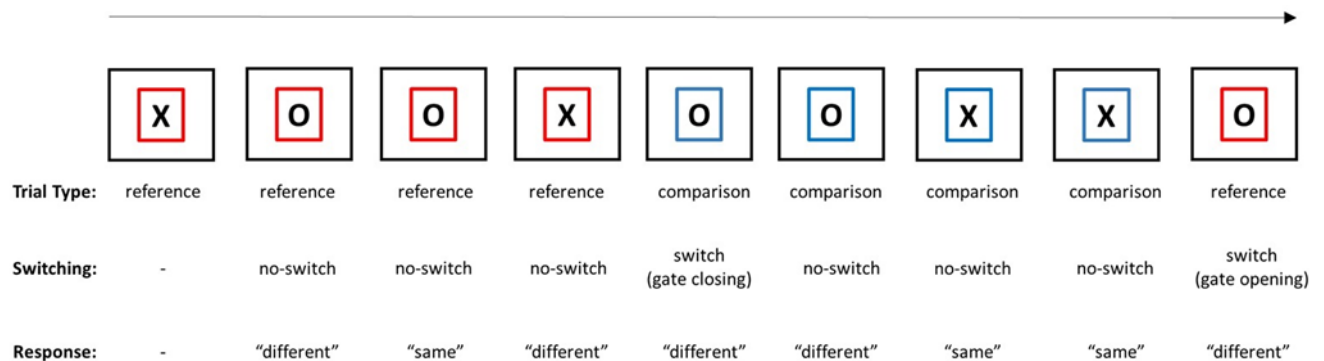 X O O X O O X X O
Trial Type: reference reference reference reference comparison comparison comparison comparison reference
Switching: - no-switch no-switch no-switch switch (gate closing) no-switch no-switch no-switch switch (gate opening)
Response: - “different” “same” “different” “different” “different” “same” “same” “different”